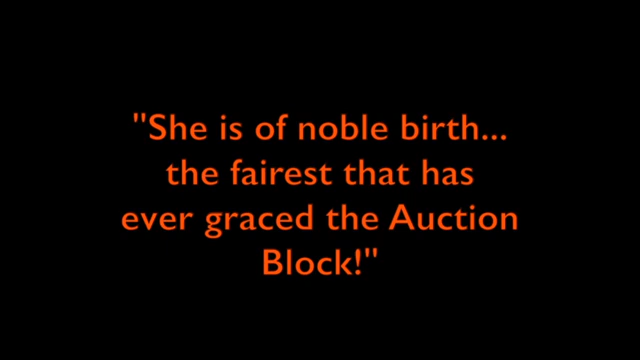 "She is of noble birth...
the fairest that has
ever graced the Auction
Block!"